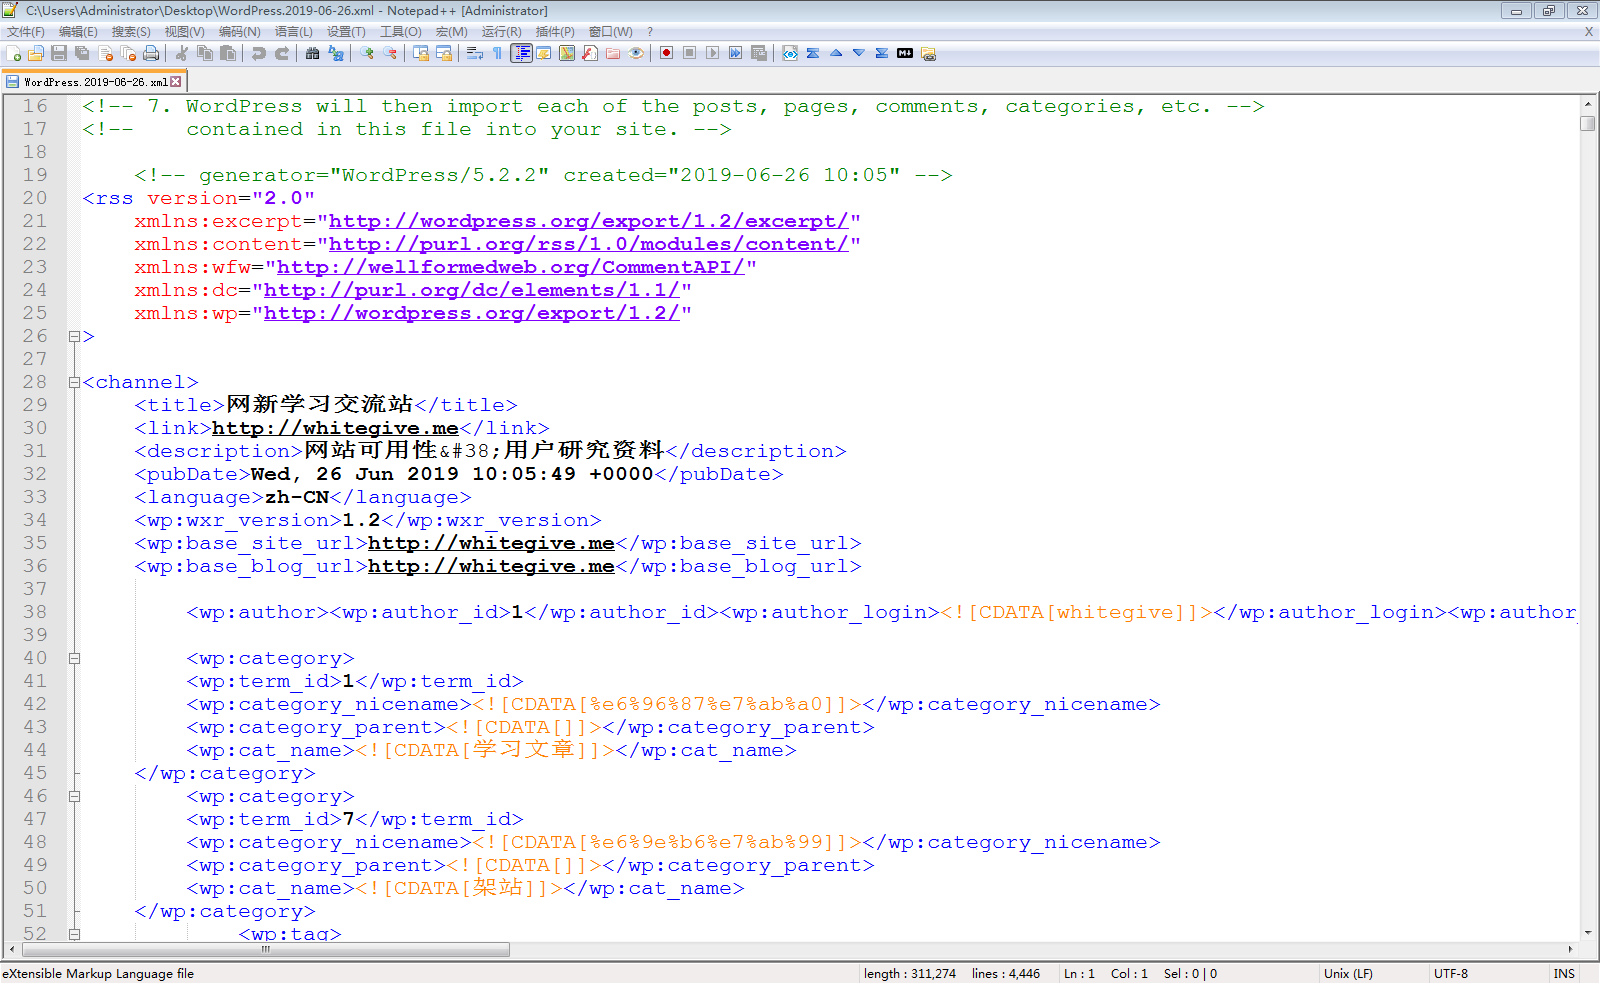 C:\Users\Administrator\Desktop\WordPress.2019-06-26.xml - Notepad++ [Administrator]
文件(F) 编辑(E) 搜索(S) 视图(V) 编码(N) 语言(L) 设置(T) 工具(O) 宏(M) 运行(R) 插件(P) 窗口(W) ? X
WordPress.2019-06-26.xml
16 <!-- 7. WordPress will then import each of the posts, pages, comments, categories, etc. -->
17 <!--    contained in this file into your site. -->
18
19     <!-- generator="WordPress/5.2.2" created="2019-06-26 10:05" -->
20 <rss version="2.0"
21     xmlns:excerpt="http://wordpress.org/export/1.2/excerpt/"
22     xmlns:content="http://purl.org/rss/1.0/modules/content/"
23     xmlns:wfw="http://wellformedweb.org/CommentAPI/"
24     xmlns:dc="http://purl.org/dc/elements/1.1/"
25     xmlns:wp="http://wordpress.org/export/1.2/"
26 >
27
28 <channel>
29     <title>网新学习交流站</title>
30     <link>http://whitegive.me</link>
31     <description>网站可用性&#38;用户研究资料</description>
32     <pubDate>Wed, 26 Jun 2019 10:05:49 +0000</pubDate>
33     <language>zh-CN</language>
34     <wp:wxr_version>1.2</wp:wxr_version>
35     <wp:base_site_url>http://whitegive.me</wp:base_site_url>
36     <wp:base_blog_url>http://whitegive.me</wp:base_blog_url>
37
38         <wp:author><wp:author_id>1</wp:author_id><wp:author_login><![CDATA[whitegive]]></wp:author_login><wp:author_
39
40         <wp:category>
41         <wp:term_id>1</wp:term_id>
42         <wp:category_nicename><![CDATA[%e6%96%87%e7%ab%a0]]></wp:category_nicename>
43         <wp:category_parent><![CDATA[]]></wp:category_parent>
44         <wp:cat_name><![CDATA[学习文章]]></wp:cat_name>
45     </wp:category>
46         <wp:category>
47         <wp:term_id>7</wp:term_id>
48         <wp:category_nicename><![CDATA[%e6%9e%b6%e7%ab%99]]></wp:category_nicename>
49         <wp:category_parent><![CDATA[]]></wp:category_parent>
50         <wp:cat_name><![CDATA[架站]]></wp:cat_name>
51     </wp:category>
52             <wp:tag>
eXtensible Markup Language file length : 311,274 lines : 4,446 Ln : 1 Col : 1 Sel : 0 | 0 Unix (LF) UTF-8 INS